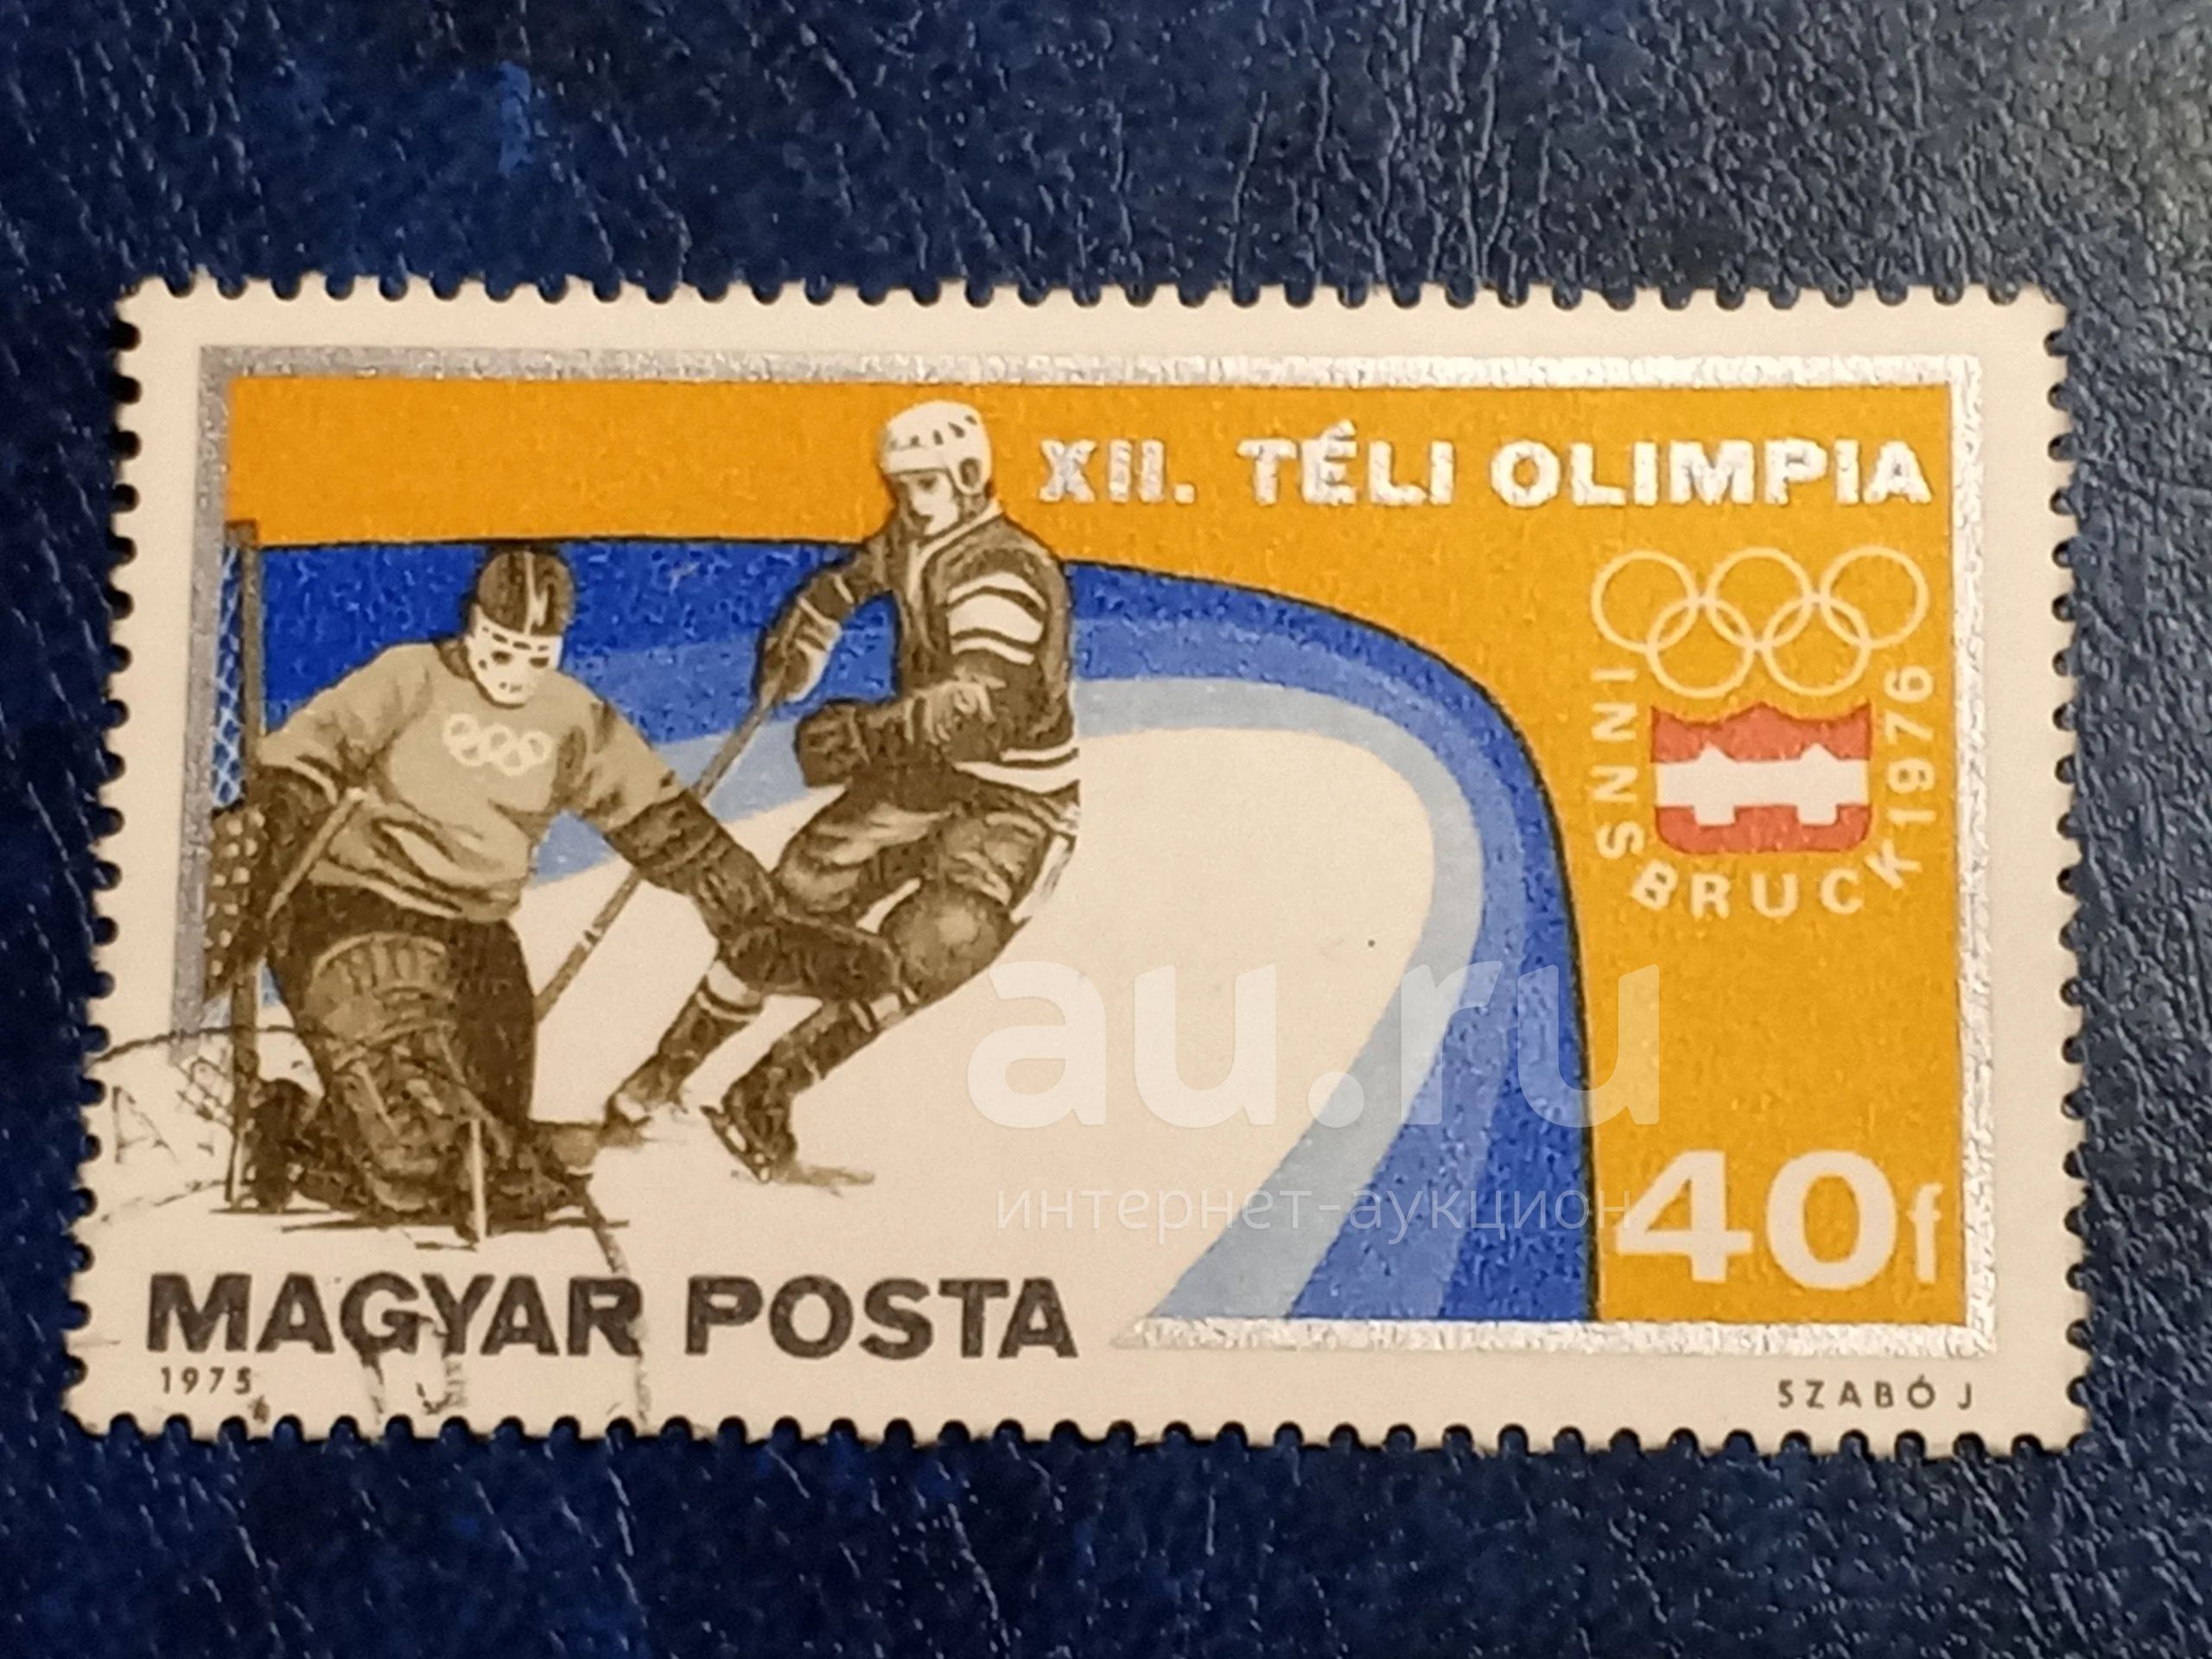 XII. TÉLI OLIMPIA
INNSBRUCK 1976
au.ru
интернет-аукцион
40f
MAGYAR POSTA
1975
SZABÓ J